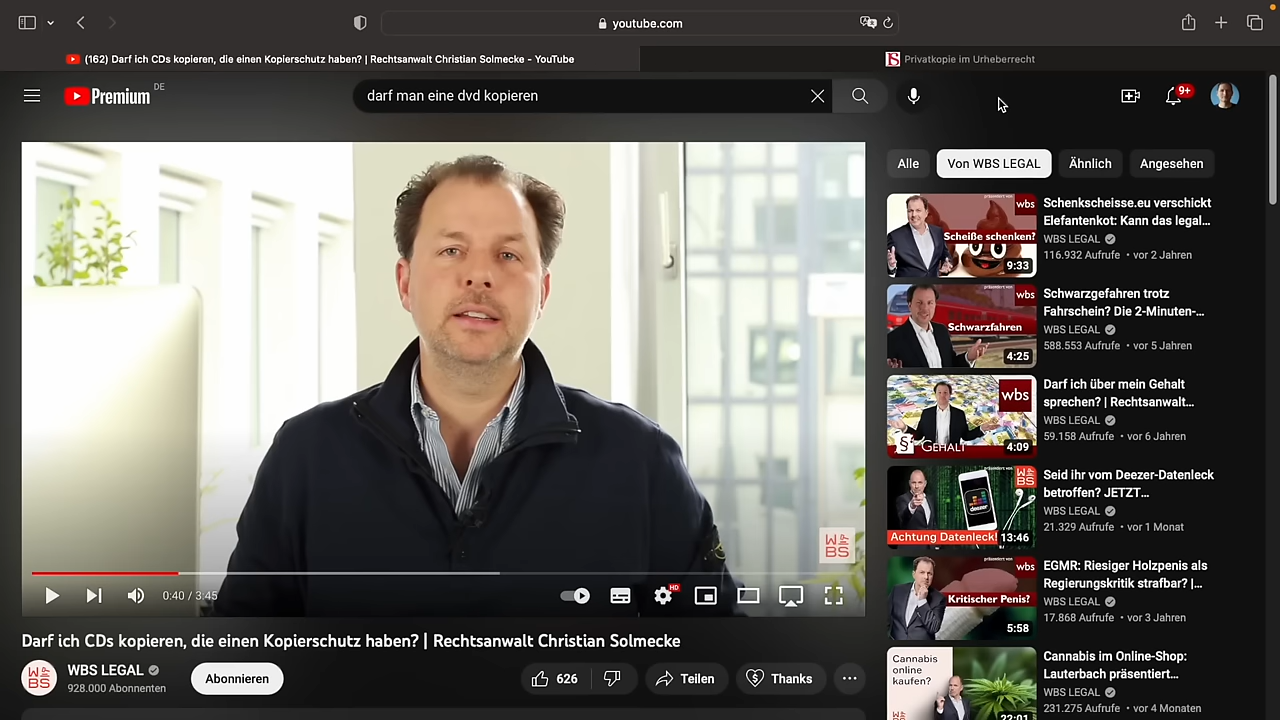 youtube.com
(162) Darf ich CDs kopieren, die einen Kopierschutz haben? | Rechtsanwalt Christian Solmecke - YouTube
Privatkopie im Urheberrecht
Premium DE
darf man eine dvd kopieren
9+
Alle
Von WBS LEGAL
Ähnlich
Angesehen
wbs
Scheiße schenken?
9:33
Schenkscheisse.eu verschickt
Elefantenkot: Kann das legal…
WBS LEGAL
116.932 Aufrufe • vor 2 Jahren
wbs
Schwarzfahren
4:25
Schwarzgefahren trotz
Fahrschein? Die 2-Minuten-…
WBS LEGAL
588.553 Aufrufe • vor 5 Jahren
wbs
§ GEHALT
4:09
Darf ich über mein Gehalt
sprechen? | Rechtsanwalt…
WBS LEGAL
59.158 Aufrufe • vor 6 Jahren
deezer
Achtung Datenleck!
13:46
Seid ihr vom Deezer-Datenleck
betroffen? JETZT…
WBS LEGAL
21.329 Aufrufe • vor 1 Monat
wbs
Kritischer Penis?
5:58
EGMR: Riesiger Holzpenis als
Regierungskritik strafbar? |…
WBS LEGAL
17.868 Aufrufe • vor 3 Jahren
Cannabis
online
kaufen?
22:01
Cannabis im Online-Shop:
Lauterbach präsentiert…
WBS LEGAL
231.275 Aufrufe • vor 4 Monaten
WBS
0:40 / 3:45
HD
Darf ich CDs kopieren, die einen Kopierschutz haben? | Rechtsanwalt Christian Solmecke
WBS
WBS LEGAL
928.000 Abonnenten
Abonnieren
626
Teilen
Thanks